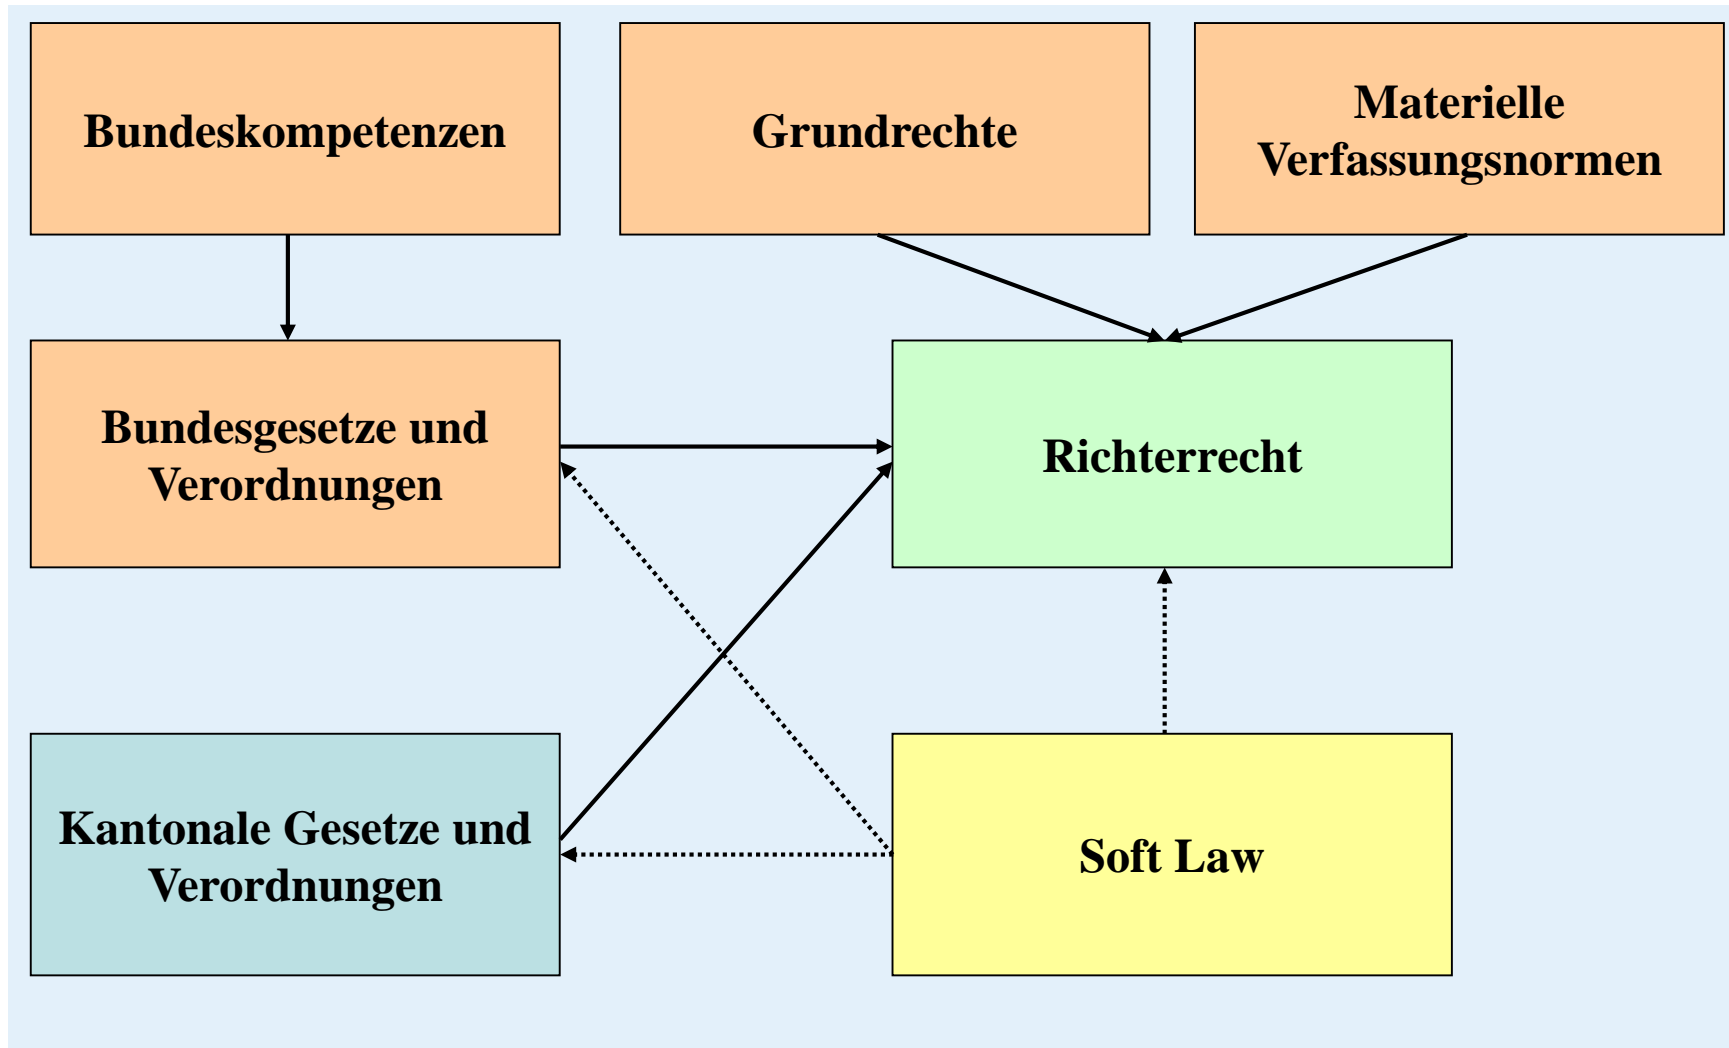 Bundeskompetenzen
Grundrechte
Materielle
Verfassungsnormen
Bundesgesetze und
Verordnungen
Richterrecht
Kantonale Gesetze und
Verordnungen
Soft Law